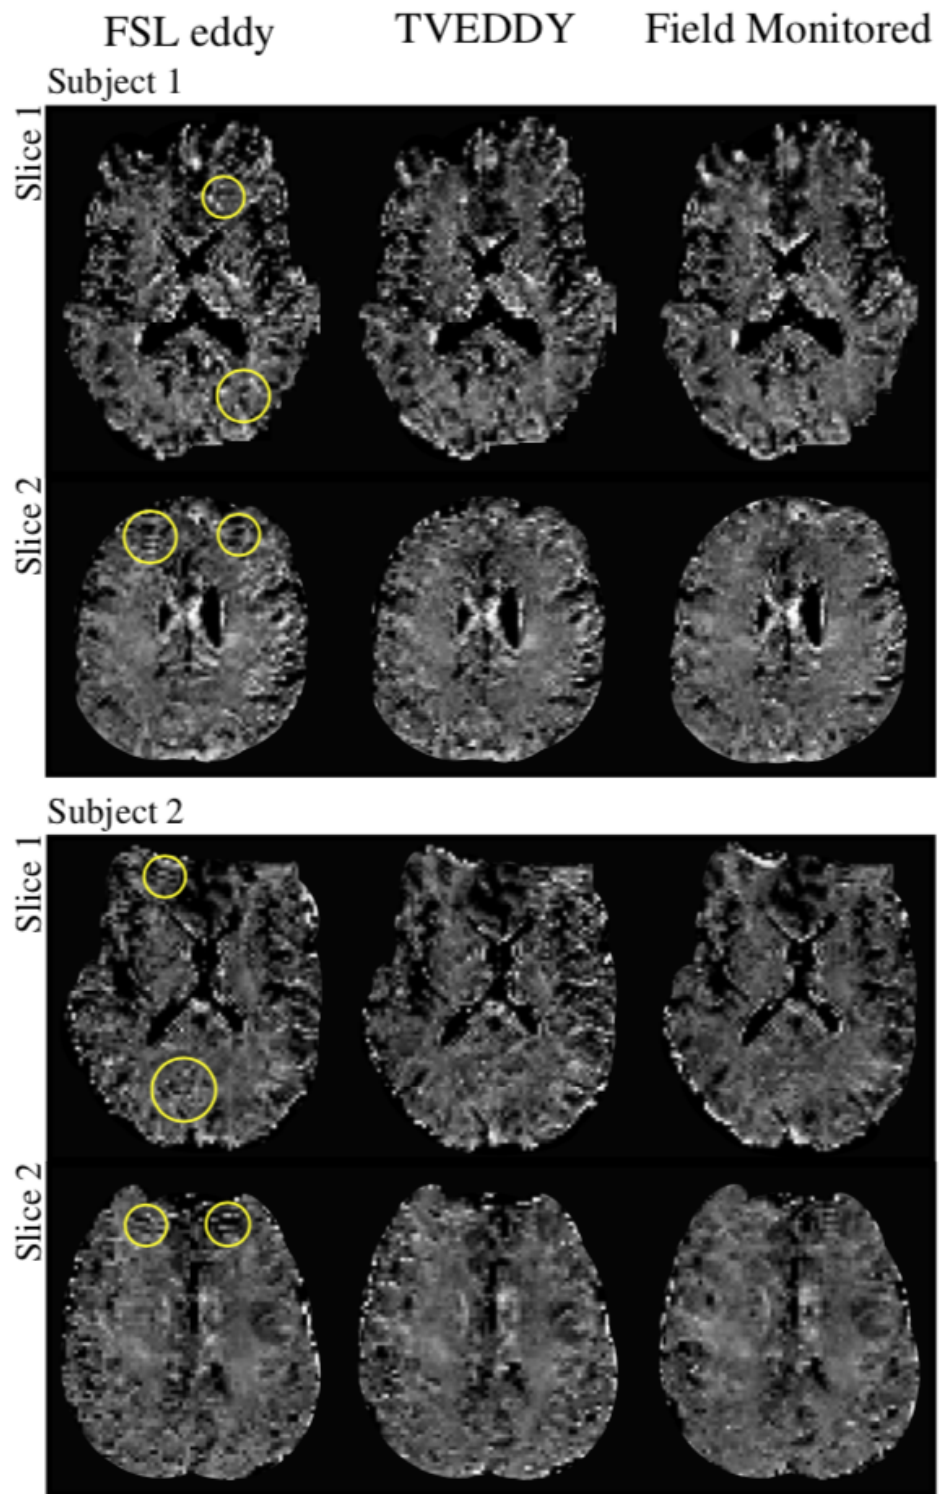 FSL eddy TVEDDY Field Monitored
Subject 1
Slice 1
Slice 2
Subject 2
Slice 1
Slice 2